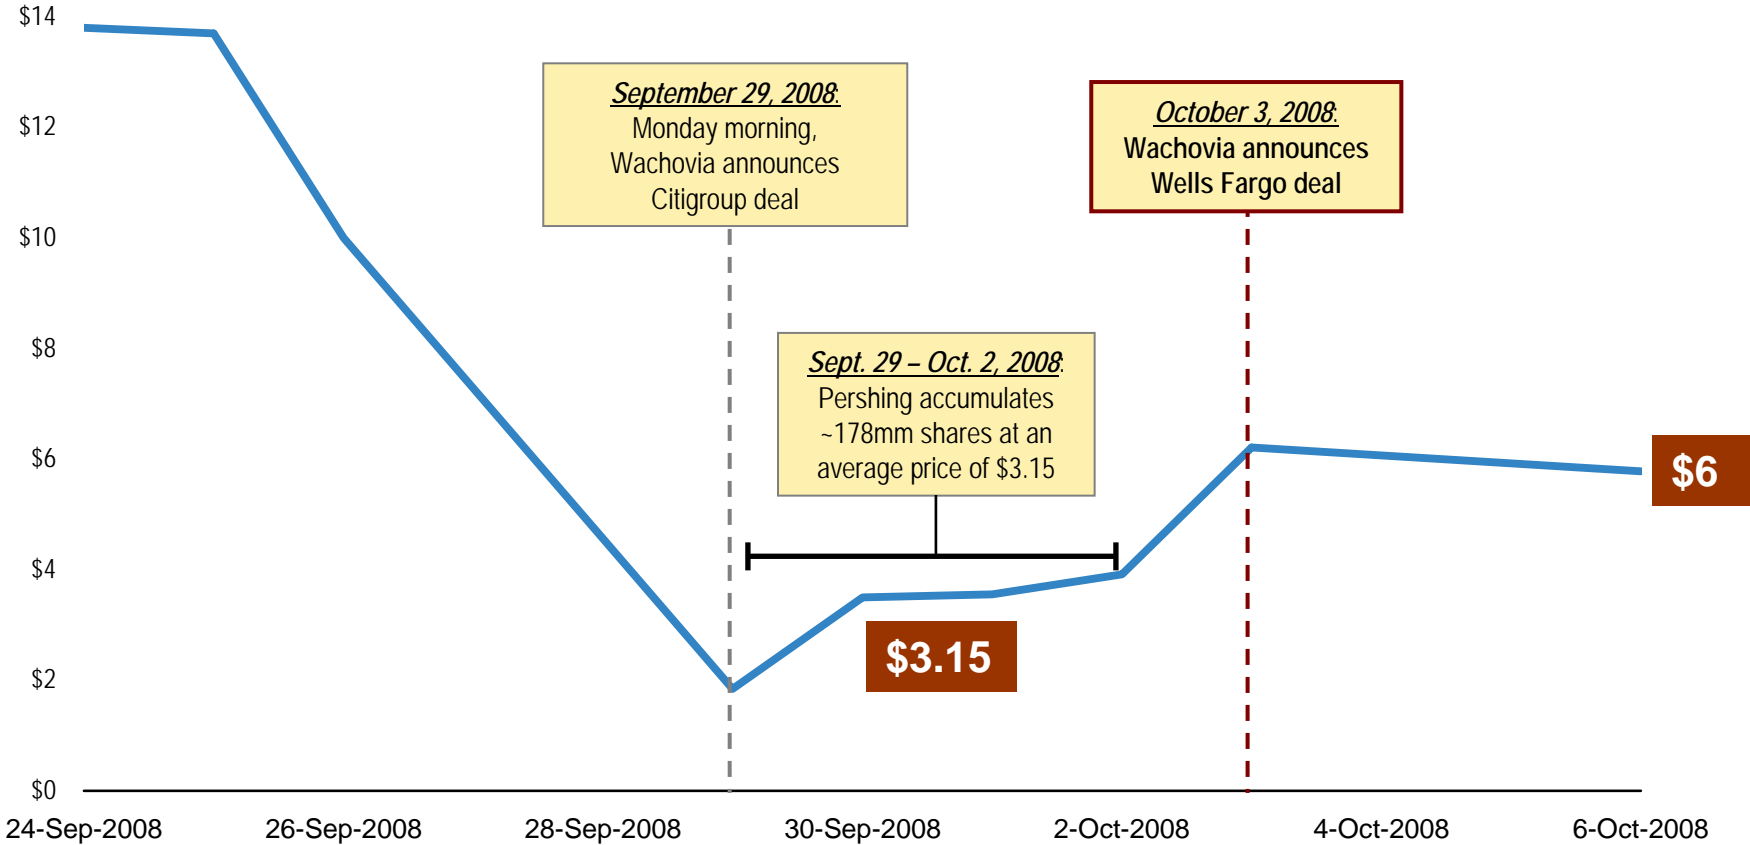 $14
$12
$10
$8
$6
$4
$2
$0
September 29, 2008:
Monday morning,
Wachovia announces
Citigroup deal
October 3, 2008:
Wachovia announces
Wells Fargo deal
Sept. 29 – Oct. 2, 2008:
Pershing accumulates
~178mm shares at an
average price of $3.15
$6
$3.15
24-Sep-2008
26-Sep-2008
28-Sep-2008
30-Sep-2008
2-Oct-2008
4-Oct-2008
6-Oct-2008